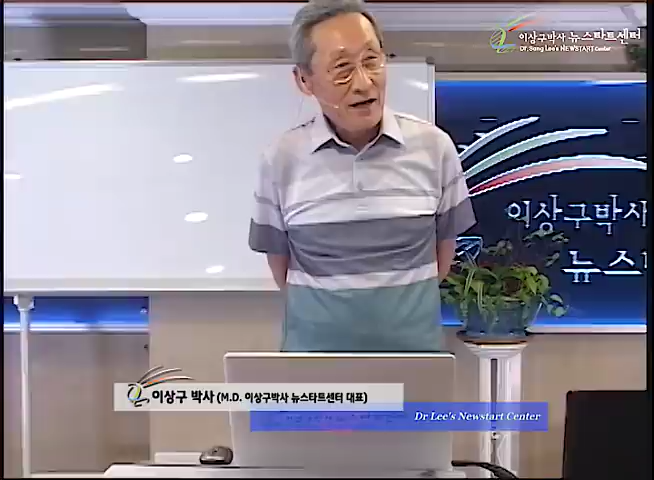 이상구박사 뉴스타트센터
Dr. Sang Lee's NEWSTART Center
이상구박사
뉴스
이상구 박사 (M.D. 이상구박사 뉴스타트센터 대표)
Dr Lee's Newstart Center